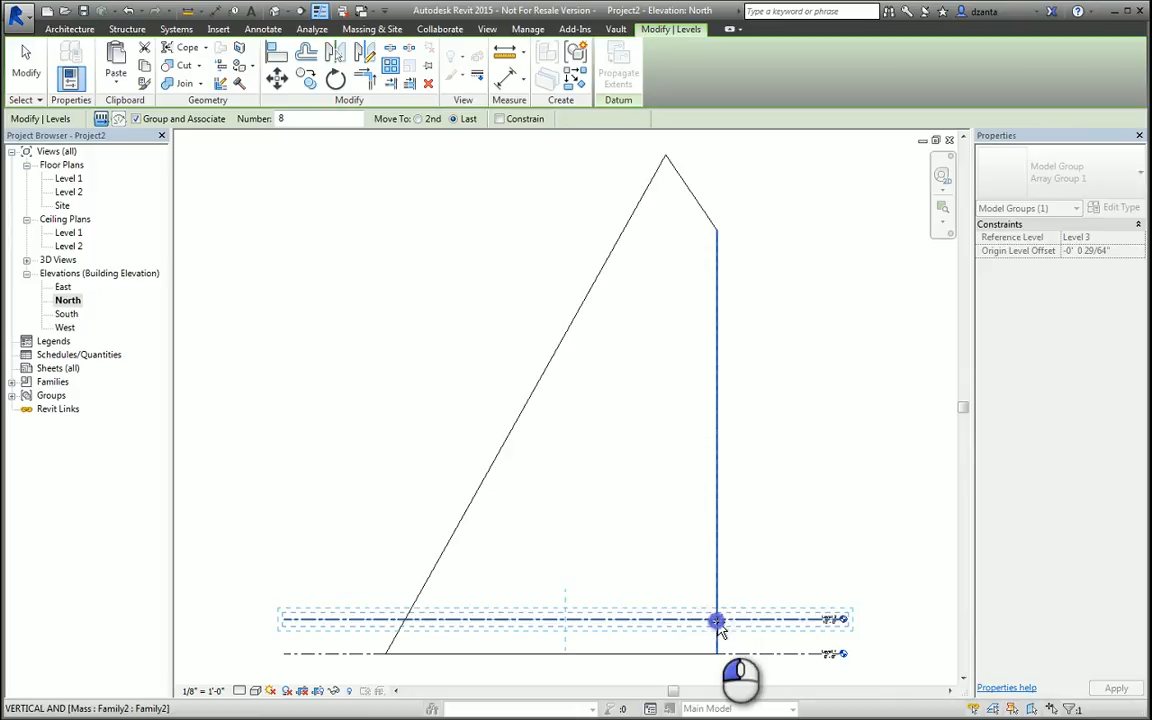 Autodesk Revit 2015 - Not For Resale Version - Project2 - Elevation: North
Type a keyword or phrase
dzanta
Architecture Structure Systems Insert Annotate Analyze Massing & Site Collaborate View Manage Add-Ins Vault Modify | Levels
Modify
Paste
Cope
Cut
Join
Edit Type
Propagate
Extents
Select Properties Clipboard Geometry Modify View Measure Create Datum
Modify | Levels
Group and Associate
Number: 8
Move To: 2nd Last
Constrain
Project Browser - Project2
Views (all)
Floor Plans
Level 1
Level 2
Site
Ceiling Plans
Level 1
Level 2
3D Views
Elevations (Building Elevation)
East
North
South
West
Legends
Schedules/Quantities
Sheets (all)
Families
Groups
Revit Links
Properties
Model Group
Array Group 1
Model Groups (1)
Constraints
Reference Level Level 3
Origin Level Offset -0' 0 29/64"
Properties help
Apply
1/8" = 1'-0"
VERTICAL AND [Mass : Family2 : Family2]
:0
Main Model
:1